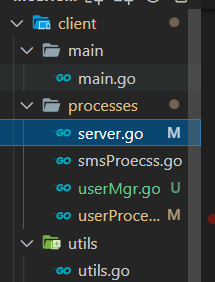 client
main
main.go
processes
server.go M
smsProecss.go
userMgr.go U
userProce... M
utils
utils.go